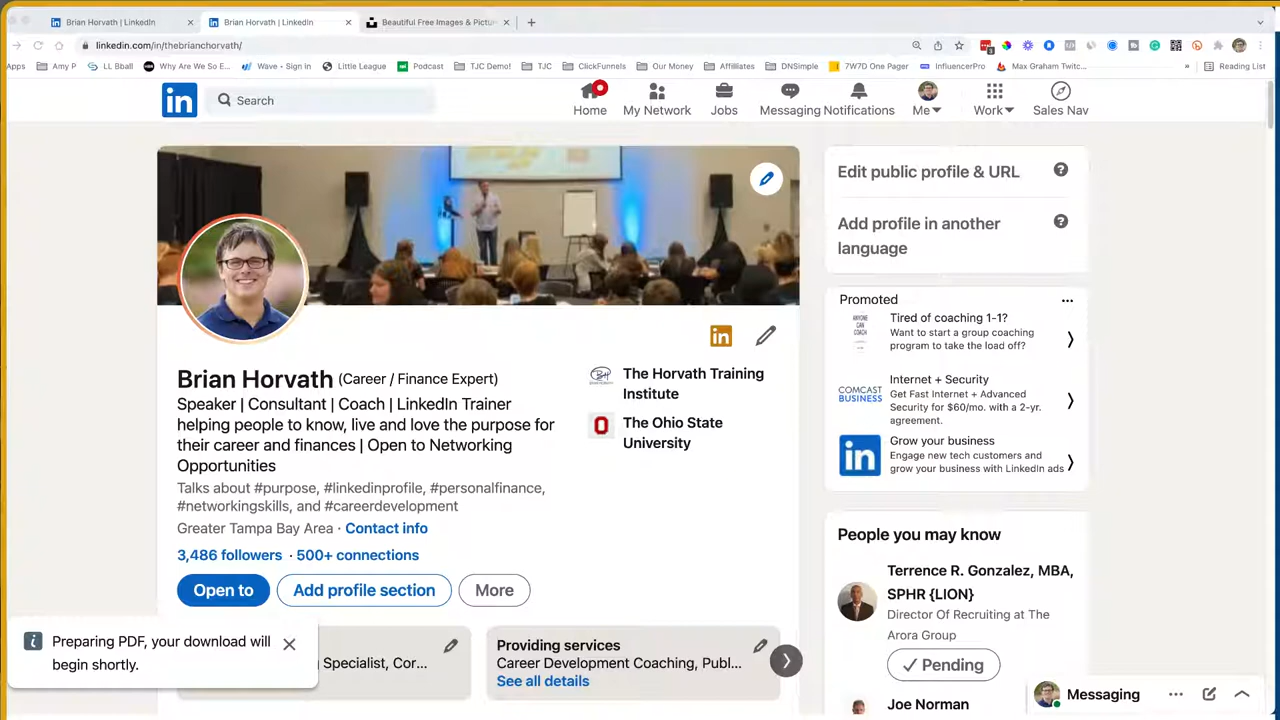 Brian Horvath | LinkedIn
Brian Horvath | LinkedIn
Beautiful Free Images & Pictu
linkedin.com/in/thebrianchorvath/
Apps
Amy P
LL Bball
Why Are We So E...
Wave - Sign in
Little League
Podcast
TJC Demo!
TJC
ClickFunnels
Our Money
Affilliates
DNSimple
7W7D One Pager
InfluencerPro
Max Graham Twitc...
»
Reading List
in
Search
Home
My Network
Jobs
Messaging
Notifications
Me
Work
Sales Nav
in
Brian Horvath (Career / Finance Expert)
Speaker | Consultant | Coach | LinkedIn Trainer
helping people to know, live and love the purpose for
their career and finances | Open to Networking
Opportunities
Talks about #purpose, #linkedinprofile, #personalfinance,
#networkingskills, and #careerdevelopment
Greater Tampa Bay Area · Contact info
3,486 followers · 500+ connections
Open to
Add profile section
More
The Horvath Training
Institute
The Ohio State
University
Preparing PDF, your download will
begin shortly.
Specialist, Cor...
Providing services
Career Development Coaching, Publ...
See all details
Edit public profile & URL
Add profile in another
language
Promoted
ANYONE
CAN
COACH
Tired of coaching 1-1?
Want to start a group coaching
program to take the load off?
COMCAST
BUSINESS
Internet + Security
Get Fast Internet + Advanced
Security for $60/mo. with a 2-yr.
agreement.
in
Grow your business
Engage new tech customers and
grow your business with LinkedIn ads
People you may know
Terrence R. Gonzalez, MBA,
SPHR {LION}
Director Of Recruiting at The
Arora Group
Pending
Joe Norman
Messaging